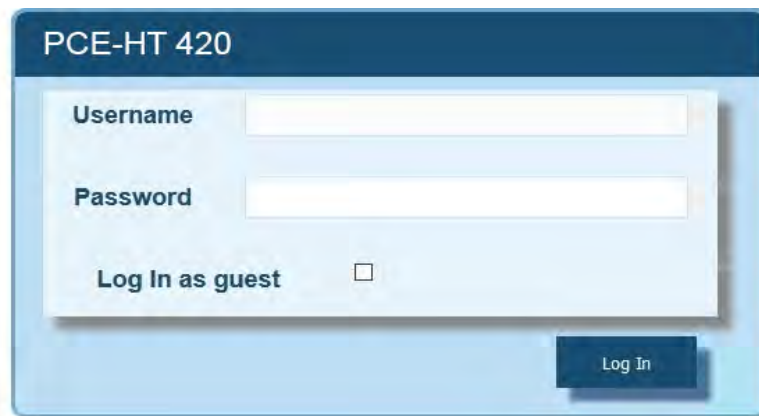 PCE-HT 420
Username
Password
Log In as guest
Log In